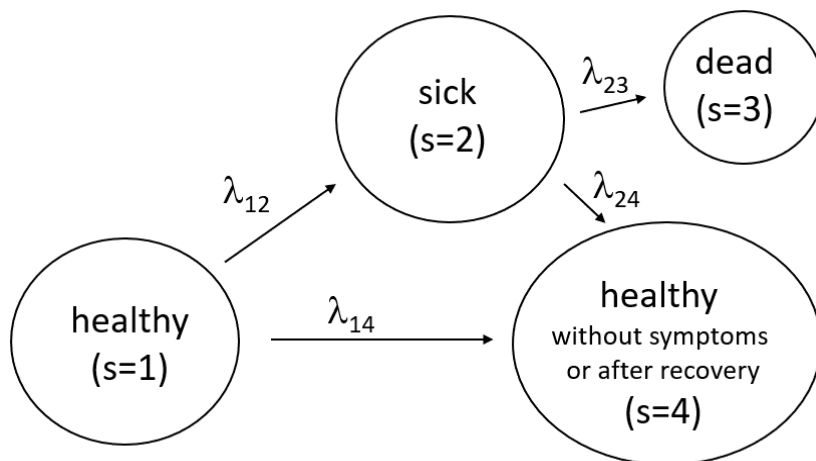 sick
(s=2)
λ23
dead
(s=3)
λ12
λ24
healthy
(s=1)
λ14
healthy
without symptoms
or after recovery
(s=4)